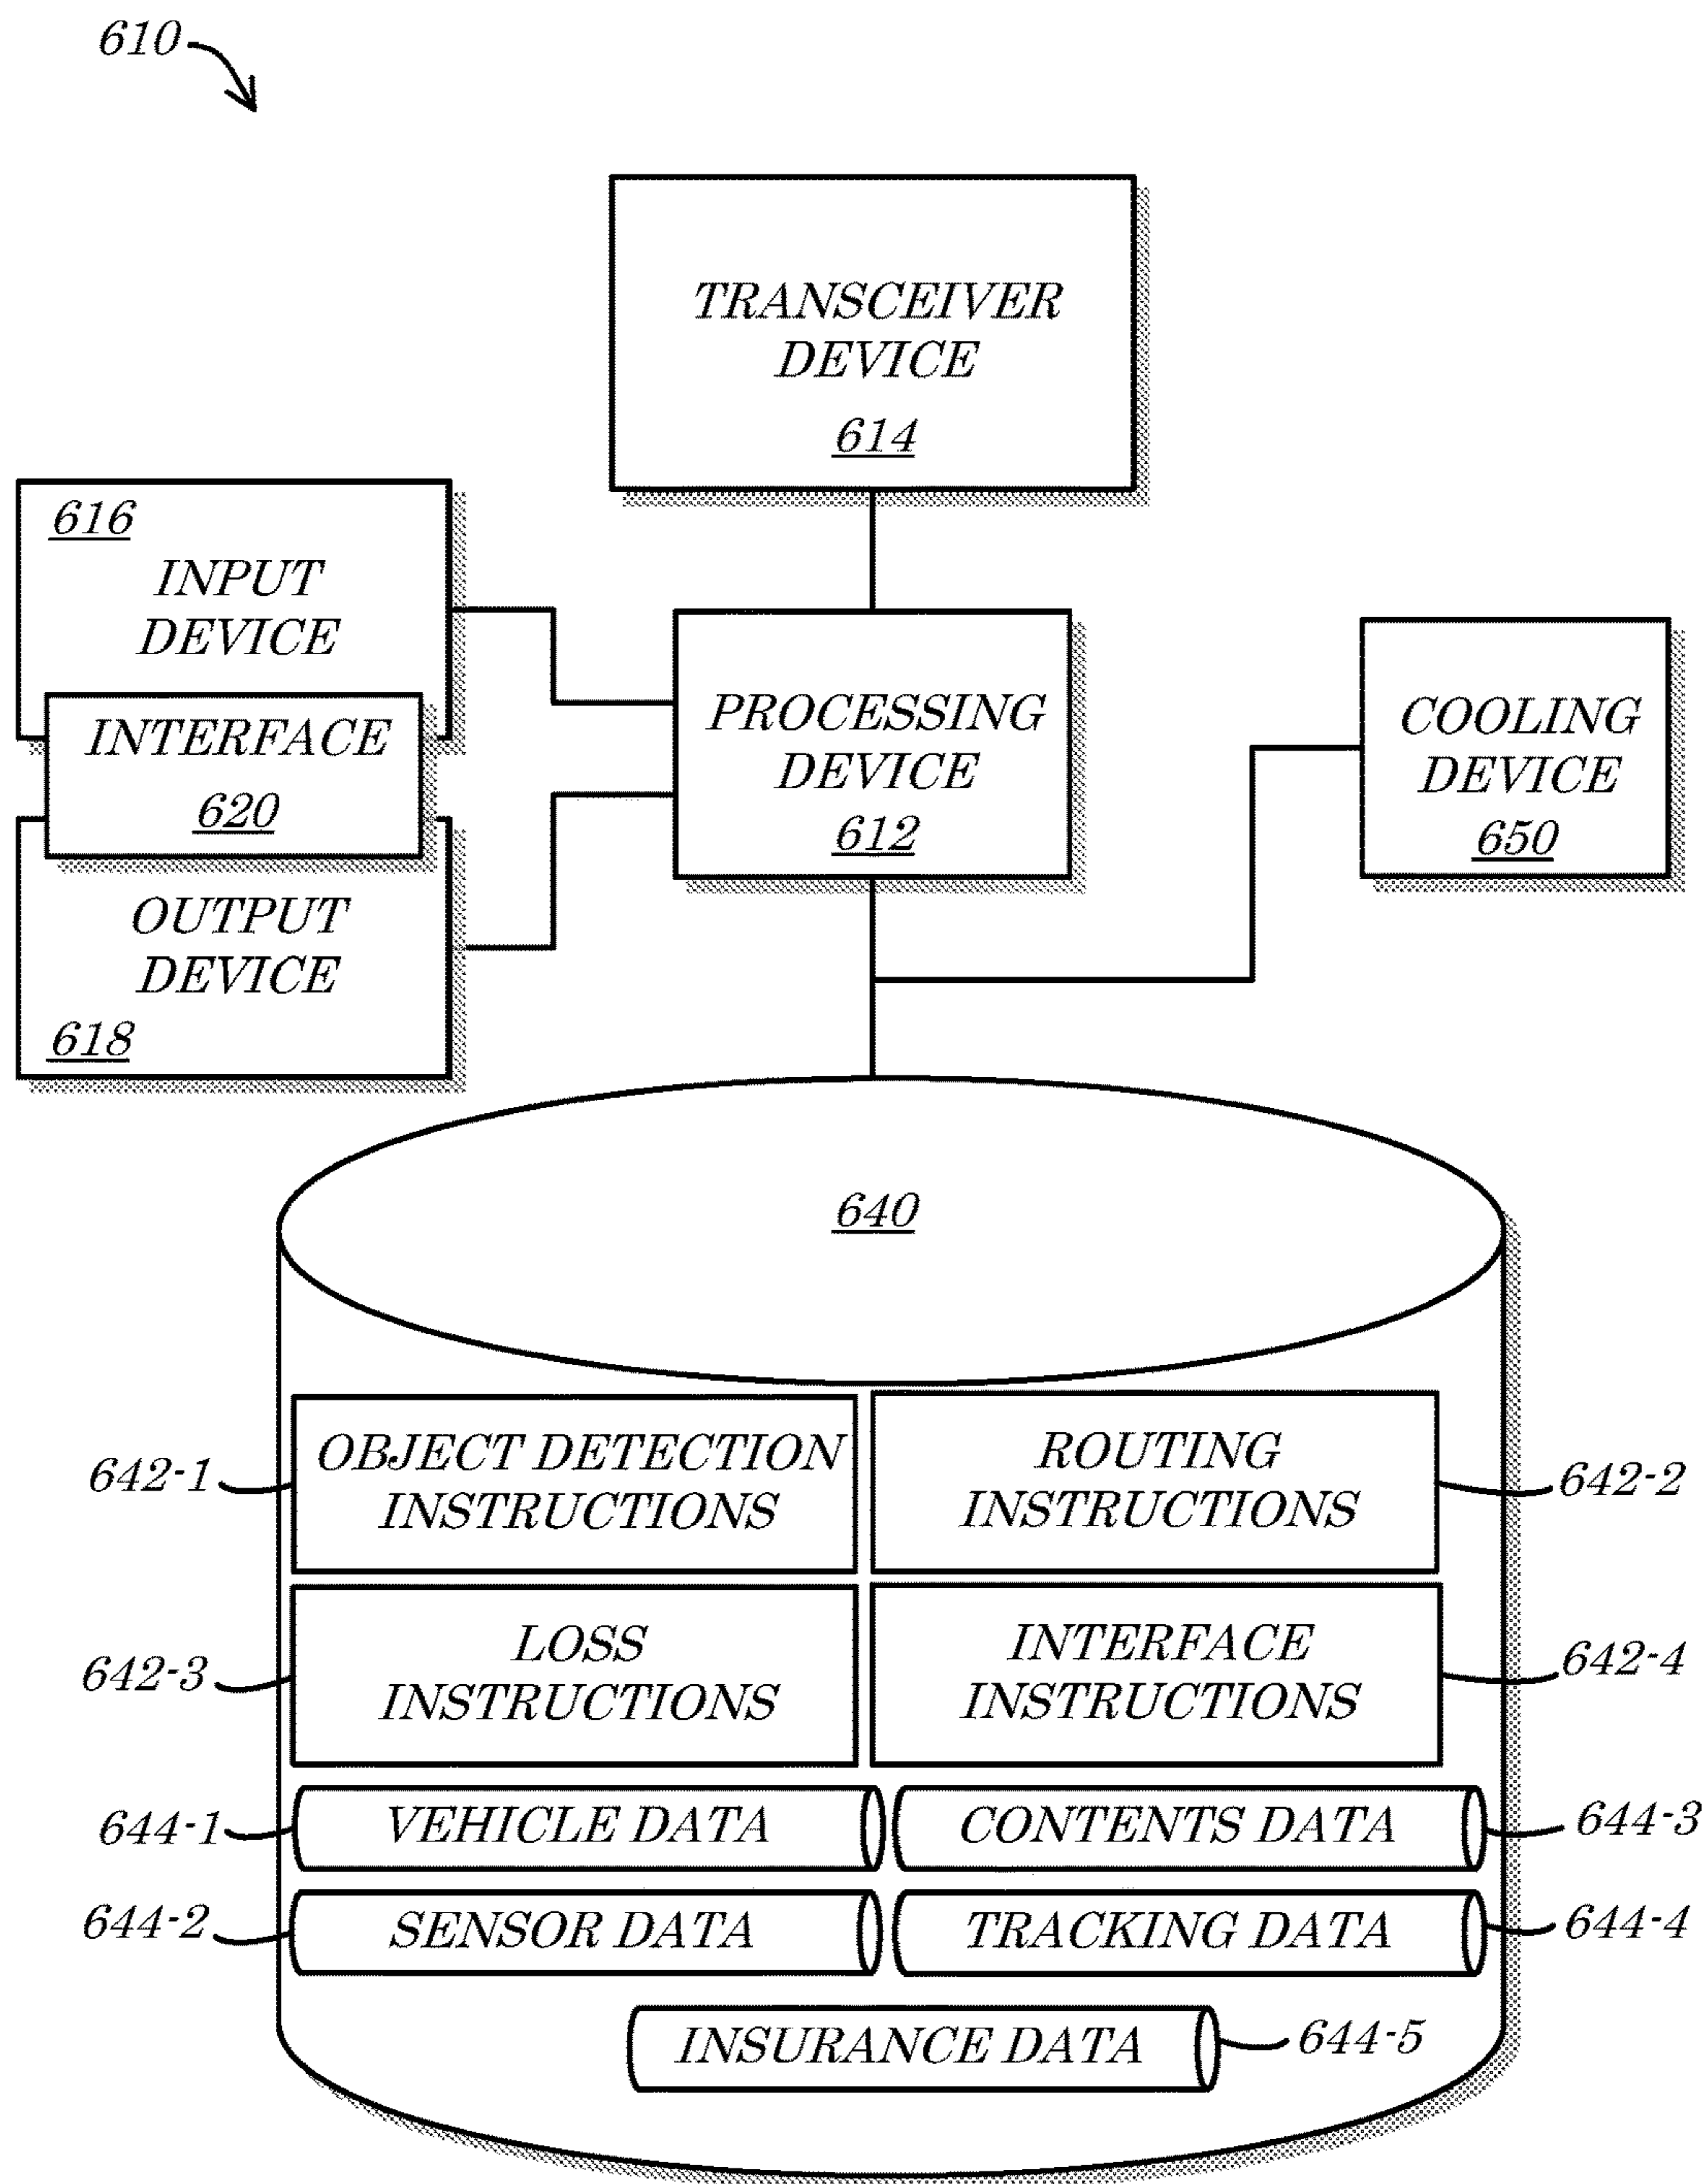 610
TRANSCEIVER
DEVICE
614
616
INPUT
DEVICE
INTERFACE
620
OUTPUT
DEVICE
618
PROCESSING
DEVICE
612
COOLING
DEVICE
650
640
642-1
OBJECT DETECTION
INSTRUCTIONS
ROUTING
INSTRUCTIONS
642-2
642-3
LOSS
INSTRUCTIONS
INTERFACE
INSTRUCTIONS
642-4
644-1
VEHICLE DATA
CONTENTS DATA
644-3
644-2
SENSOR DATA
TRACKING DATA
644-4
INSURANCE DATA
644-5